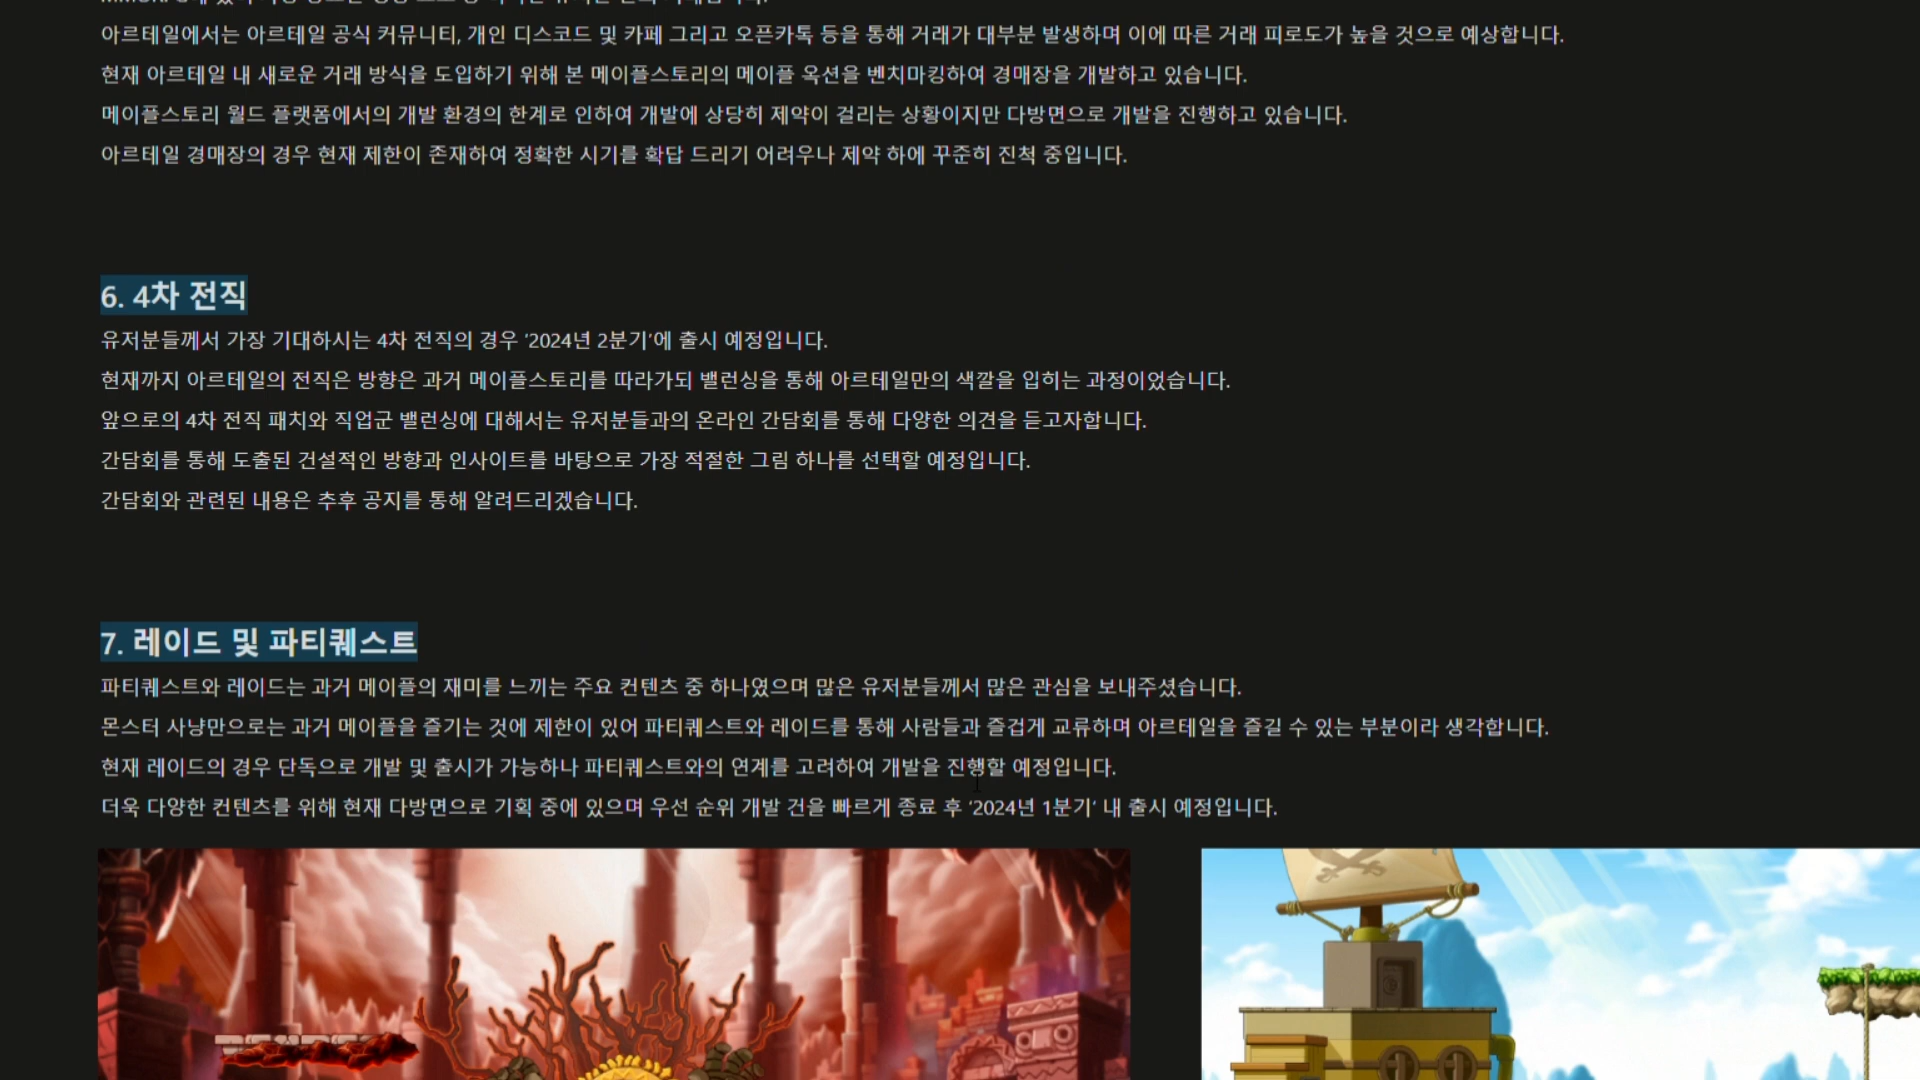 아르테일에서는 아르테일 공식 커뮤니티, 개인 디스코드 및 카페 그리고 오픈카톡 등을 통해 거래가 대부분 발생하며 이에 따른 거래 피로도가 높을 것으로 예상합니다.
현재 아르테일 내 새로운 거래 방식을 도입하기 위해 본 메이플스토리의 메이플 옥션을 벤치마킹하여 경매장을 개발하고 있습니다.
메이플스토리 월드 플랫폼에서의 개발 환경의 한계로 인하여 개발에 상당히 제약이 걸리는 상황이지만 다방면으로 개발을 진행하고 있습니다.
아르테일 경매장의 경우 현재 제한이 존재하여 정확한 시기를 확답 드리기 어려우나 제약 하에 꾸준히 진척 중입니다.
6. 4차 전직
유저분들께서 가장 기대하시는 4차 전직의 경우 '2024년 2분기'에 출시 예정입니다.
현재까지 아르테일의 전직은 방향은 과거 메이플스토리를 따라가되 밸런싱을 통해 아르테일만의 색깔을 입히는 과정이었습니다.
앞으로의 4차 전직 패치와 직업군 밸런싱에 대해서는 유저분들과의 온라인 간담회를 통해 다양한 의견을 듣고자합니다.
간담회를 통해 도출된 건설적인 방향과 인사이트를 바탕으로 가장 적절한 그림 하나를 선택할 예정입니다.
간담회와 관련된 내용은 추후 공지를 통해 알려드리겠습니다.
7. 레이드 및 파티퀘스트
파티퀘스트와 레이드는 과거 메이플의 재미를 느끼는 주요 컨텐츠 중 하나였으며 많은 유저분들께서 많은 관심을 보내주셨습니다.
몬스터 사냥만으로는 과거 메이플을 즐기는 것에 제한이 있어 파티퀘스트와 레이드를 통해 사람들과 즐겁게 교류하며 아르테일을 즐길 수 있는 부분이라 생각합니다.
현재 레이드의 경우 단독으로 개발 및 출시가 가능하나 파티퀘스트와의 연계를 고려하여 개발을 진행할 예정입니다.
더욱 다양한 컨텐츠를 위해 현재 다방면으로 기획 중에 있으며 우선 순위 개발 건을 빠르게 종료 후 '2024년 1분기' 내 출시 예정입니다.